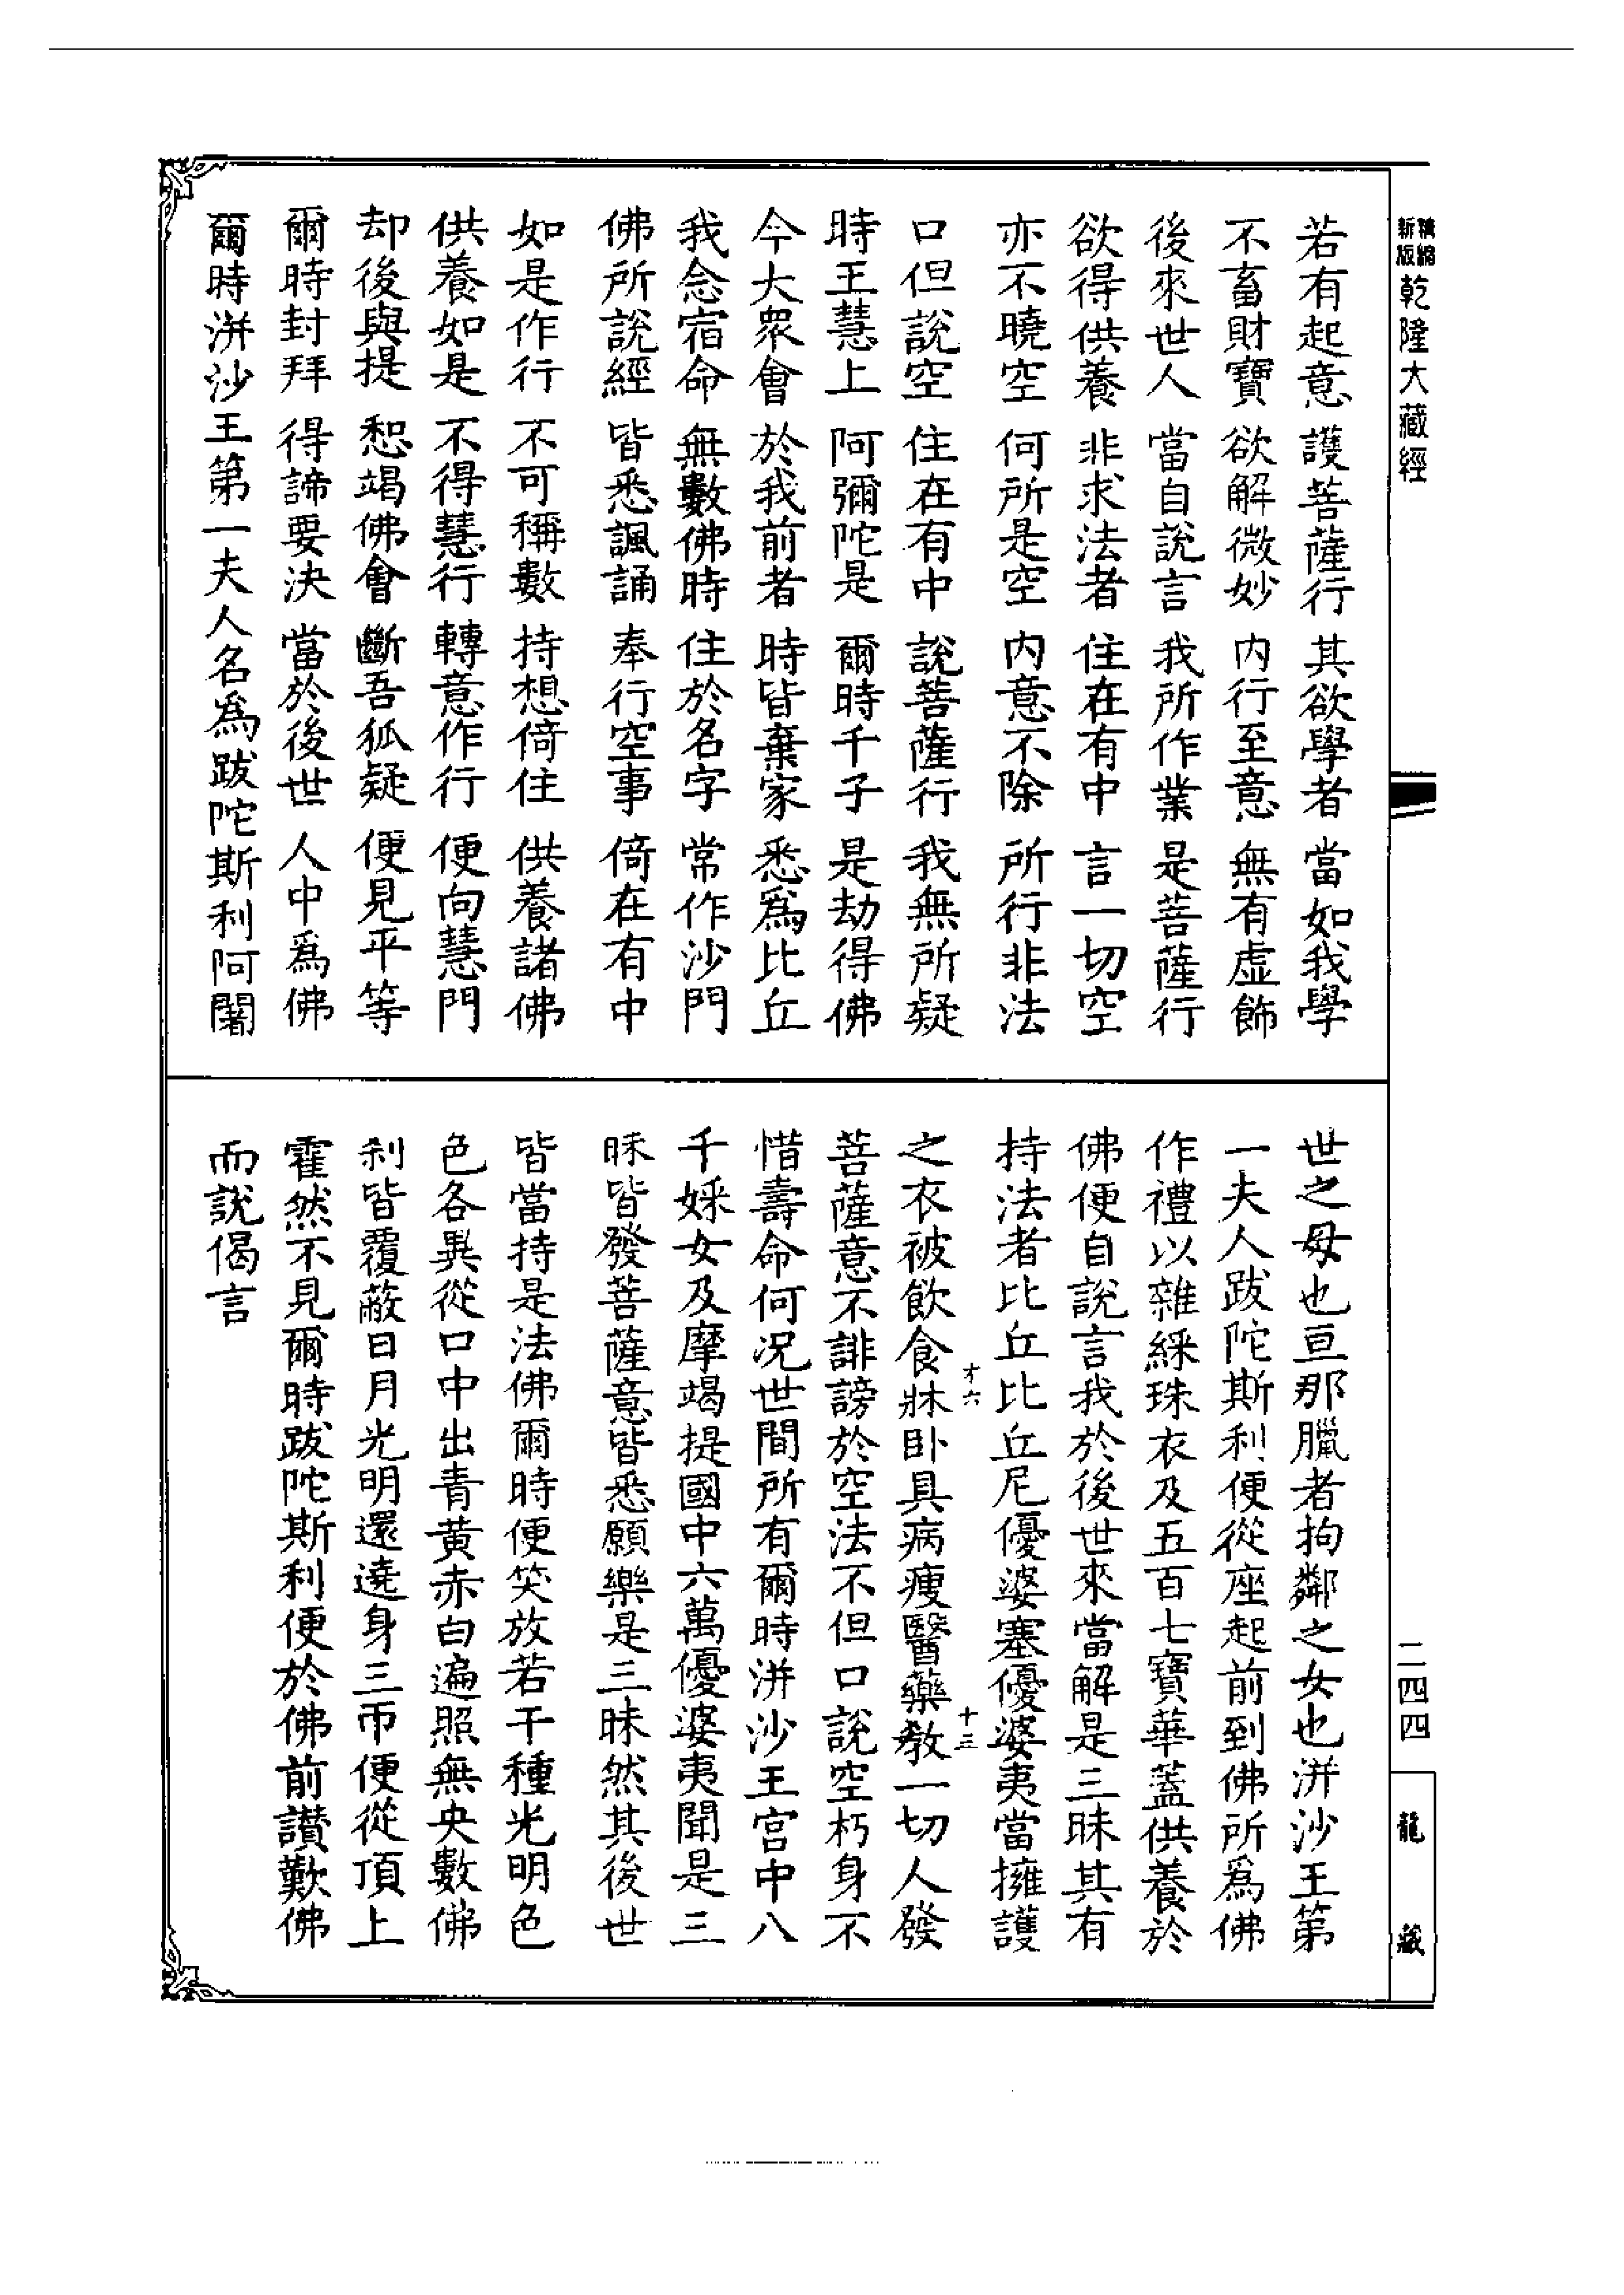 新版 精縮 乾隆大藏經
若有起意 護菩薩行 其欲學者 當如我學
不畜財寶 欲解微妙 内行至意 無有虛飾
後來世人 當自說言 我所作業 是菩薩行
欲得供養 非求法者 住在有中 言一切空
亦不曉空 何所是空 内意不除 所行非法
口但說空 住在有中 說菩薩行 我無所疑
時王慧上 阿彌陀是 爾時千子 是劫得佛
今大衆會 於我前者 時皆棄家 悉爲比丘
我念宿命 無數佛時 住於名字 常作沙門
佛所說經 皆悉諷誦 奉行空事 倚在有中
如是作行 不可稱數 持想倚住 供養諸佛
供養如是 不得慧行 轉意作行 便向慧門
却後與提 恕竭佛會 斷吾狐疑 便見平等
爾時封拜 得諦要決 當於後世 人中爲佛
爾時洴沙王第一夫人名爲跋陀斯利阿闍
世之母也亘那臘者拘鄰之女也洴沙王第
一夫人跋陀斯利便從座起前到佛所爲佛
作禮以雜綵珠衣及五百七寶華蓋供養於
佛便自說言我於後世來當解是三昧其有
持法者比丘比丘尼優婆塞優婆夷當擁護
之衣被飲食牀卧具病瘦醫藥教一切人發
菩薩意不誹謗於空法不但口說空朽身不
惜壽命何况世間所有爾時洴沙王宫中八
千婇女及摩竭提國中六萬優婆夷聞是三
昧皆發菩薩意皆悉願樂是三昧然其後世
皆當持是法佛爾時便笑放若干種光明色
色各異從口中出青黄赤白遍照無央數佛
刹皆覆蔽日月光明還遶身三帀便從頂上
霍然不見爾時跋陀斯利便於佛前讚歎佛
而說偈言
才六
十三
二四四
龍藏